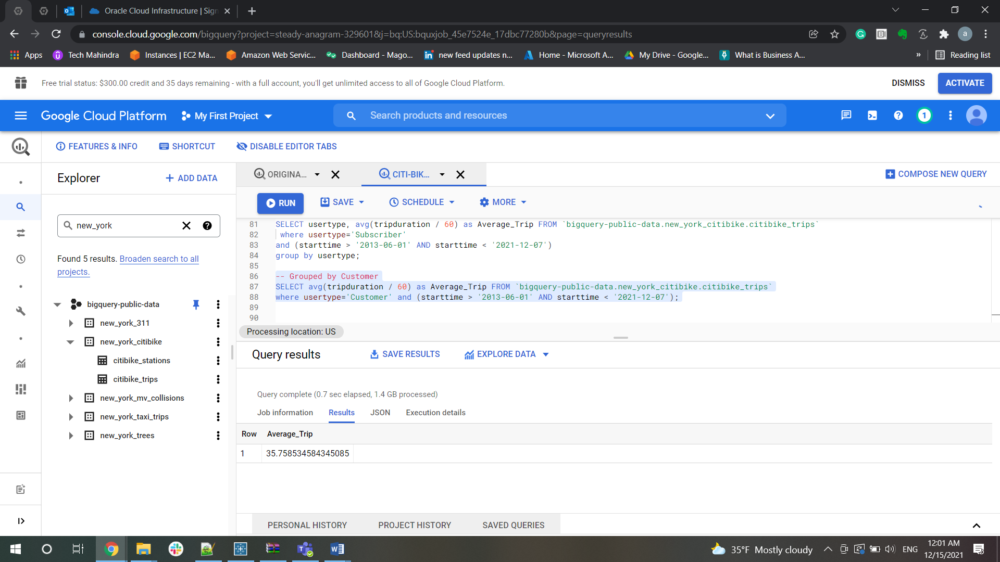 Oracle Cloud Infrastructure | Sign
console.cloud.google.com/bigquery?project=steady-anagram-329601&j=bq:US:bquxjob_45e7524e_17dbc77280b&page=queryresults
Apps Tech Mahindra Instances | EC2 Ma... Amazon Web Servic... Dashboard - Mago... new feed updates n... Home - Microsoft A... My Drive - Google... What is Business A... » Reading list
Free trial status: $300.00 credit and 35 days remaining - with a full account, you'll get unlimited access to all of Google Cloud Platform. DISMISS ACTIVATE
Google Cloud Platform My First Project Search products and resources 1
FEATURES & INFO SHORTCUT DISABLE EDITOR TABS
Explorer + ADD DATA
ORIGINA... CITI-BIK... COMPOSE NEW QUERY
RUN SAVE SCHEDULE MORE
new_york
Found 5 results. Broaden search to all
projects.
bigquery-public-data
new_york_311
new_york_citibike
citibike_stations
citibike_trips
new_york_mv_collisions
new_york_taxi_trips
new_york_trees
81 SELECT usertype, avg(tripduration / 60) as Average_Trip FROM `bigquery-public-data.new_york_citibike.citibike_trips`
82 where usertype='Subscriber'
83 and (starttime > '2013-06-01' AND starttime < '2021-12-07')
84 group by usertype;
85
86 -- Grouped by Customer
87 SELECT avg(tripduration / 60) as Average_Trip FROM `bigquery-public-data.new_york_citibike.citibike_trips`
88 where usertype='Customer' and (starttime > '2013-06-01' AND starttime < '2021-12-07');
89
90
Processing location: US
Query results SAVE RESULTS EXPLORE DATA
Query complete (0.7 sec elapsed, 1.4 GB processed)
Job information Results JSON Execution details
Row Average_Trip
1 35.758534584345085
PERSONAL HISTORY PROJECT HISTORY SAVED QUERIES
35°F Mostly cloudy ENG 12:01 AM
12/15/2021